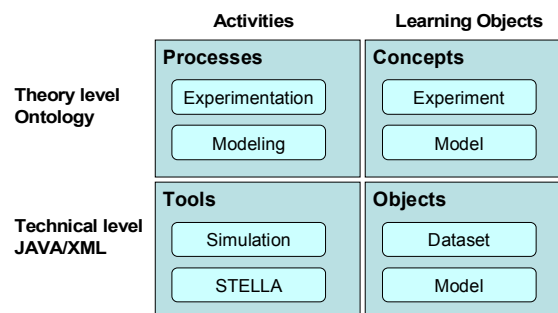 Activities
Learning Objects
Theory level
Ontology
Processes
Experimentation
Modeling
Concepts
Experiment
Model
Technical level
JAVA/XML
Tools
Simulation
STELLA
Objects
Dataset
Model